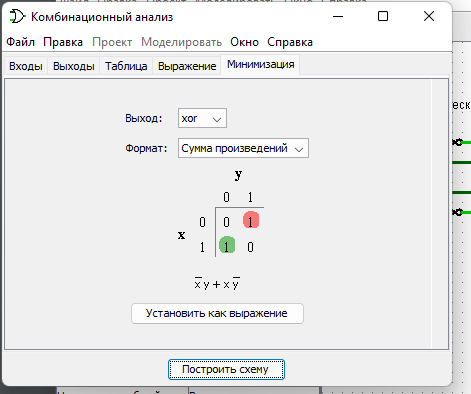 Комбинационный анализ
Файл Правка Проект Моделировать Окно Справка
Входы Выходы Таблица Выражение Минимизация
Выход: xor
Формат: Сумма произведений
y
0 1
0 0 1
x
1 1 0
x̅ y + x y̅
Установить как выражение
Построить схему